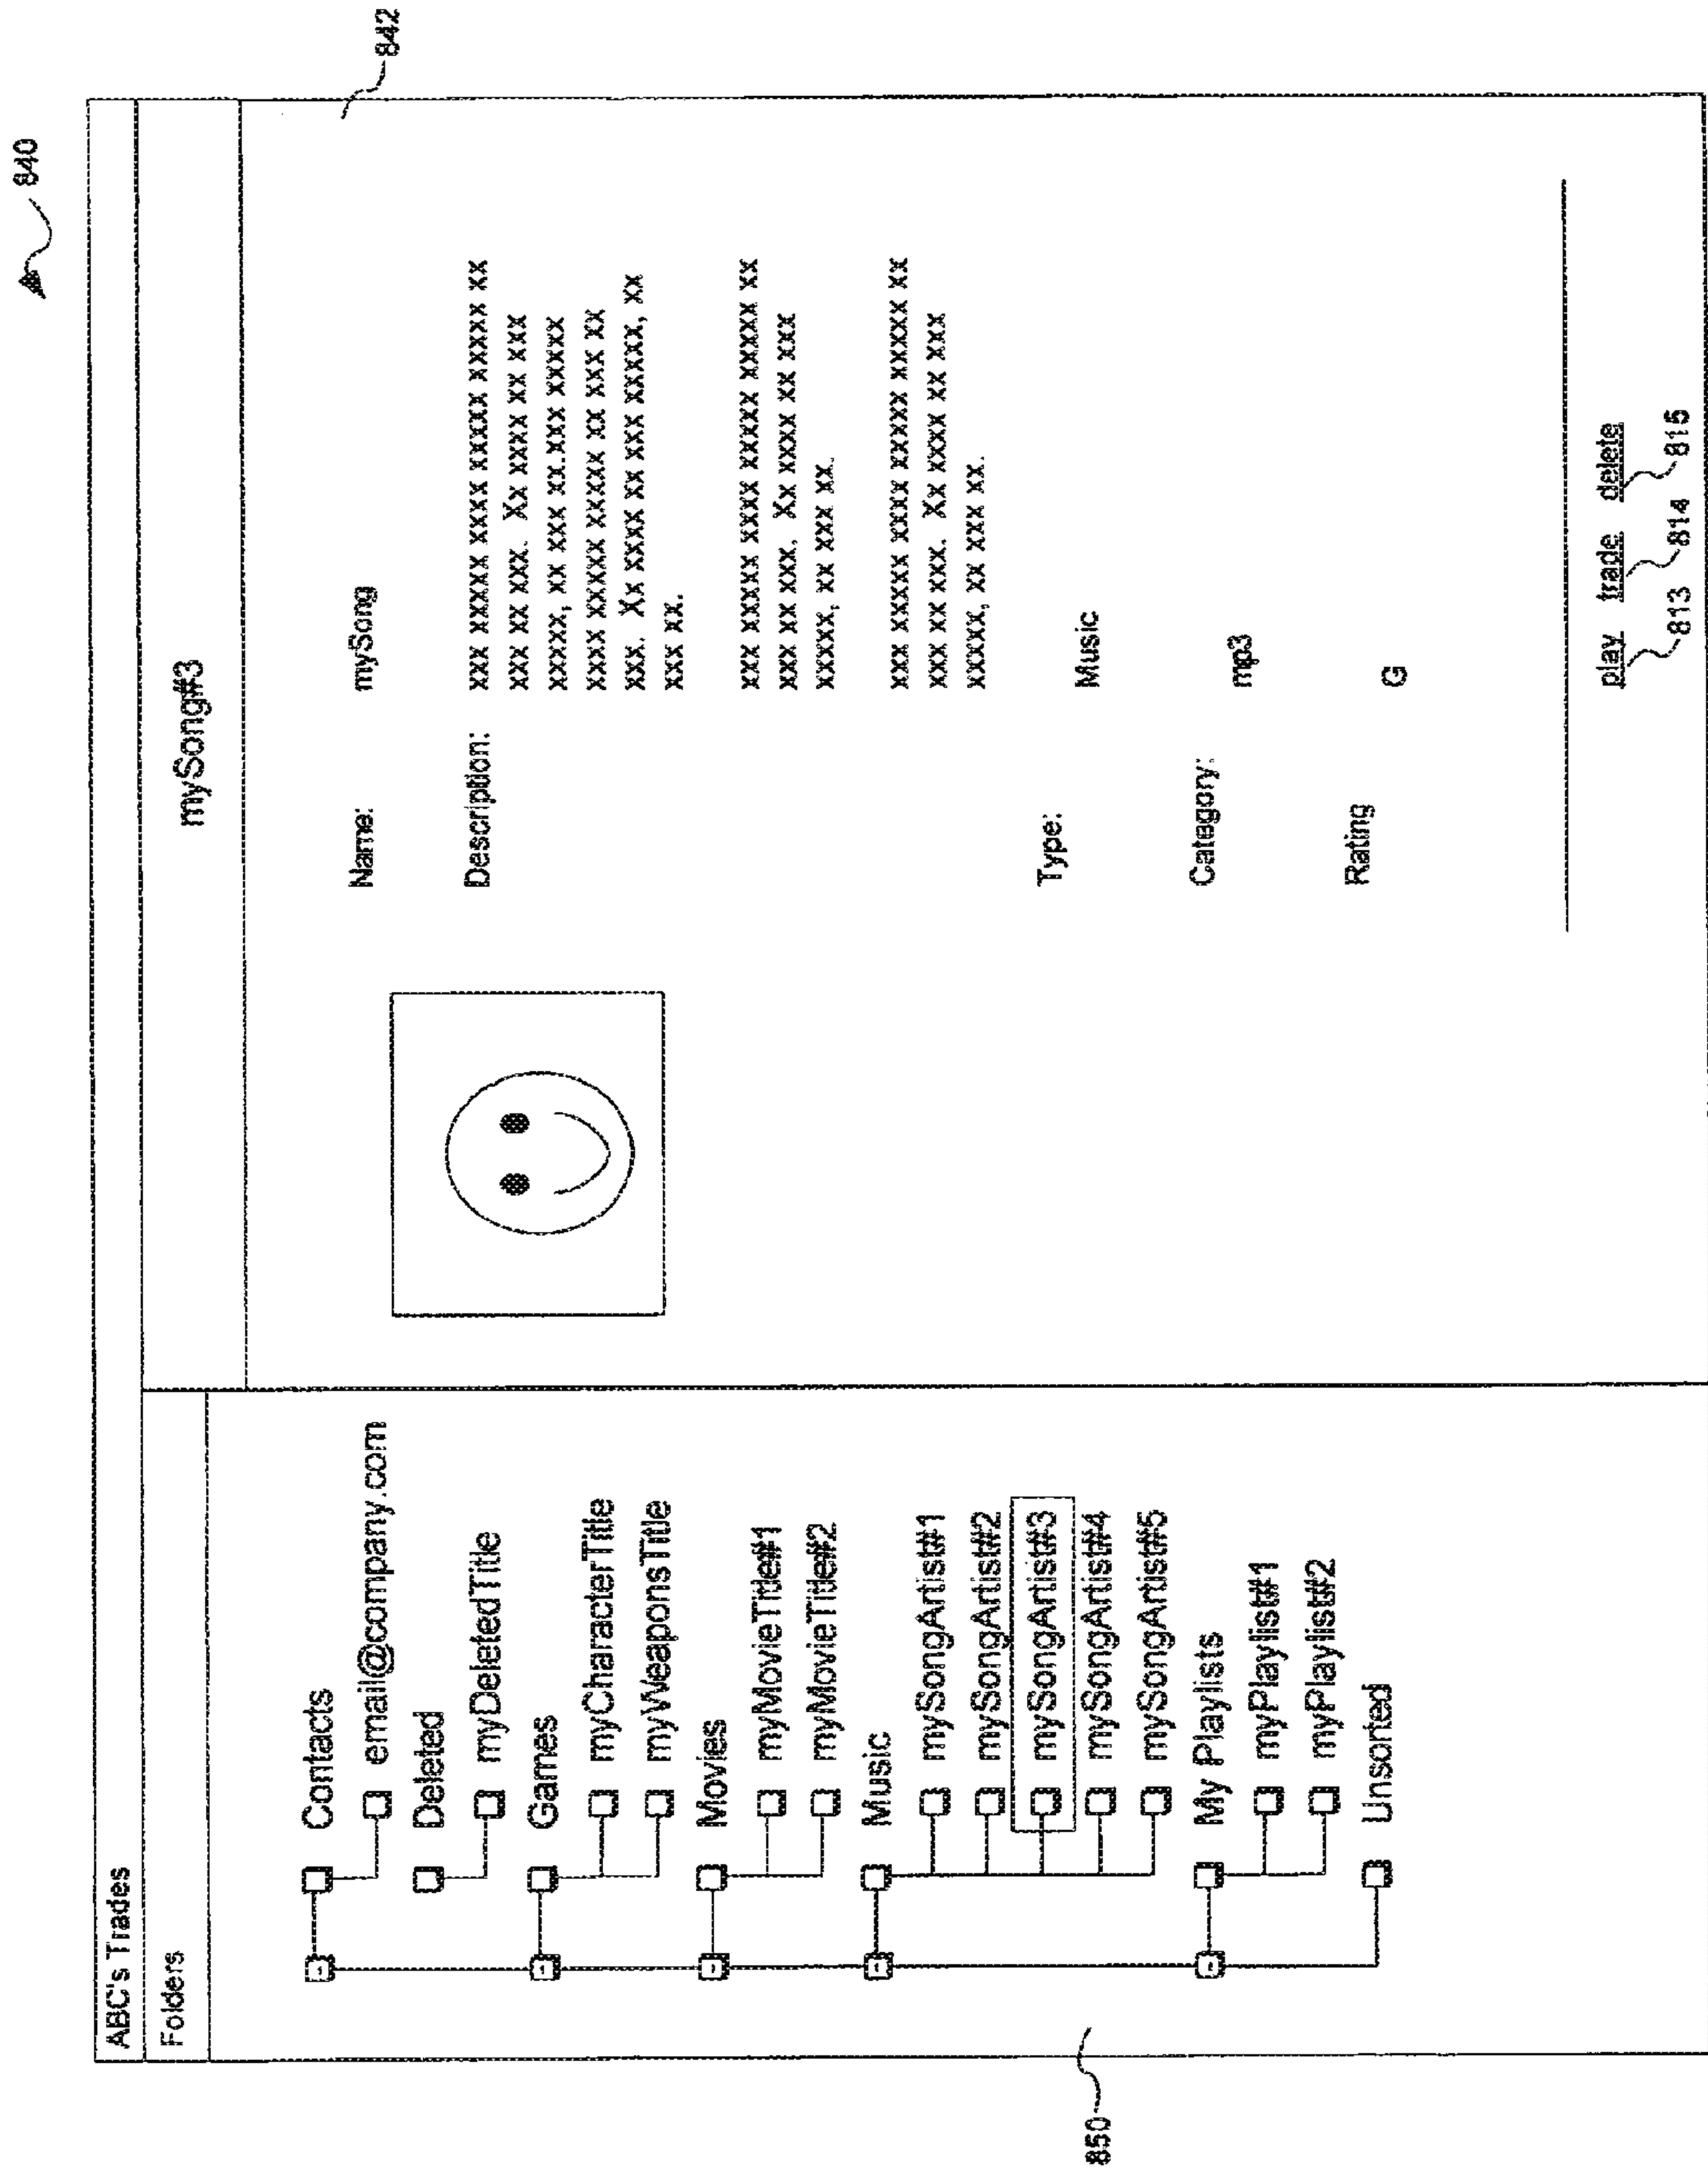 840
ABC's Trades
Folders
mySong#3
842
Contacts
email@company.com
Deleted
myDeletedTitle
Games
myCharacterTitle
myWeaponsTitle
Movies
myMovieTitle#1
myMovieTitle#2
Music
mySongArtist#1
mySongArtist#2
mySongArtist#3
mySongArtist#4
mySongArtist#5
My Playlists
myPlaylist#1
myPlaylist#2
Unsorted
850
Name: mySong
Description: xxx xxxxx xxxx xxxxx xxxxx xx
xxx xx xxx. Xx xxxx xx xxx
xxxxx, xx xxx xx.xxx xxxxx
xxxx xxxxx xxxxx xx xxx xx
xxx. Xx xxxx xx xxx xxxxx, xx
xxx xx.
xxx xxxxx xxxx xxxxx xxxxx xx
xxx xx xxx. Xx xxxx xx xxx
xxxxx, xx xxx xx.
xxx xxxxx xxxx xxxxx xxxxx xx
xxx xx xxx. Xx xxxx xx xxx
xxxxx, xx xxx xx.
Type: Music
Category: mp3
Rating G
play trade delete
813 814 815